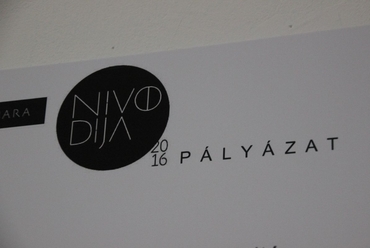 ARA
NIVO
DIJA
20
16
PÁLYÁZAT